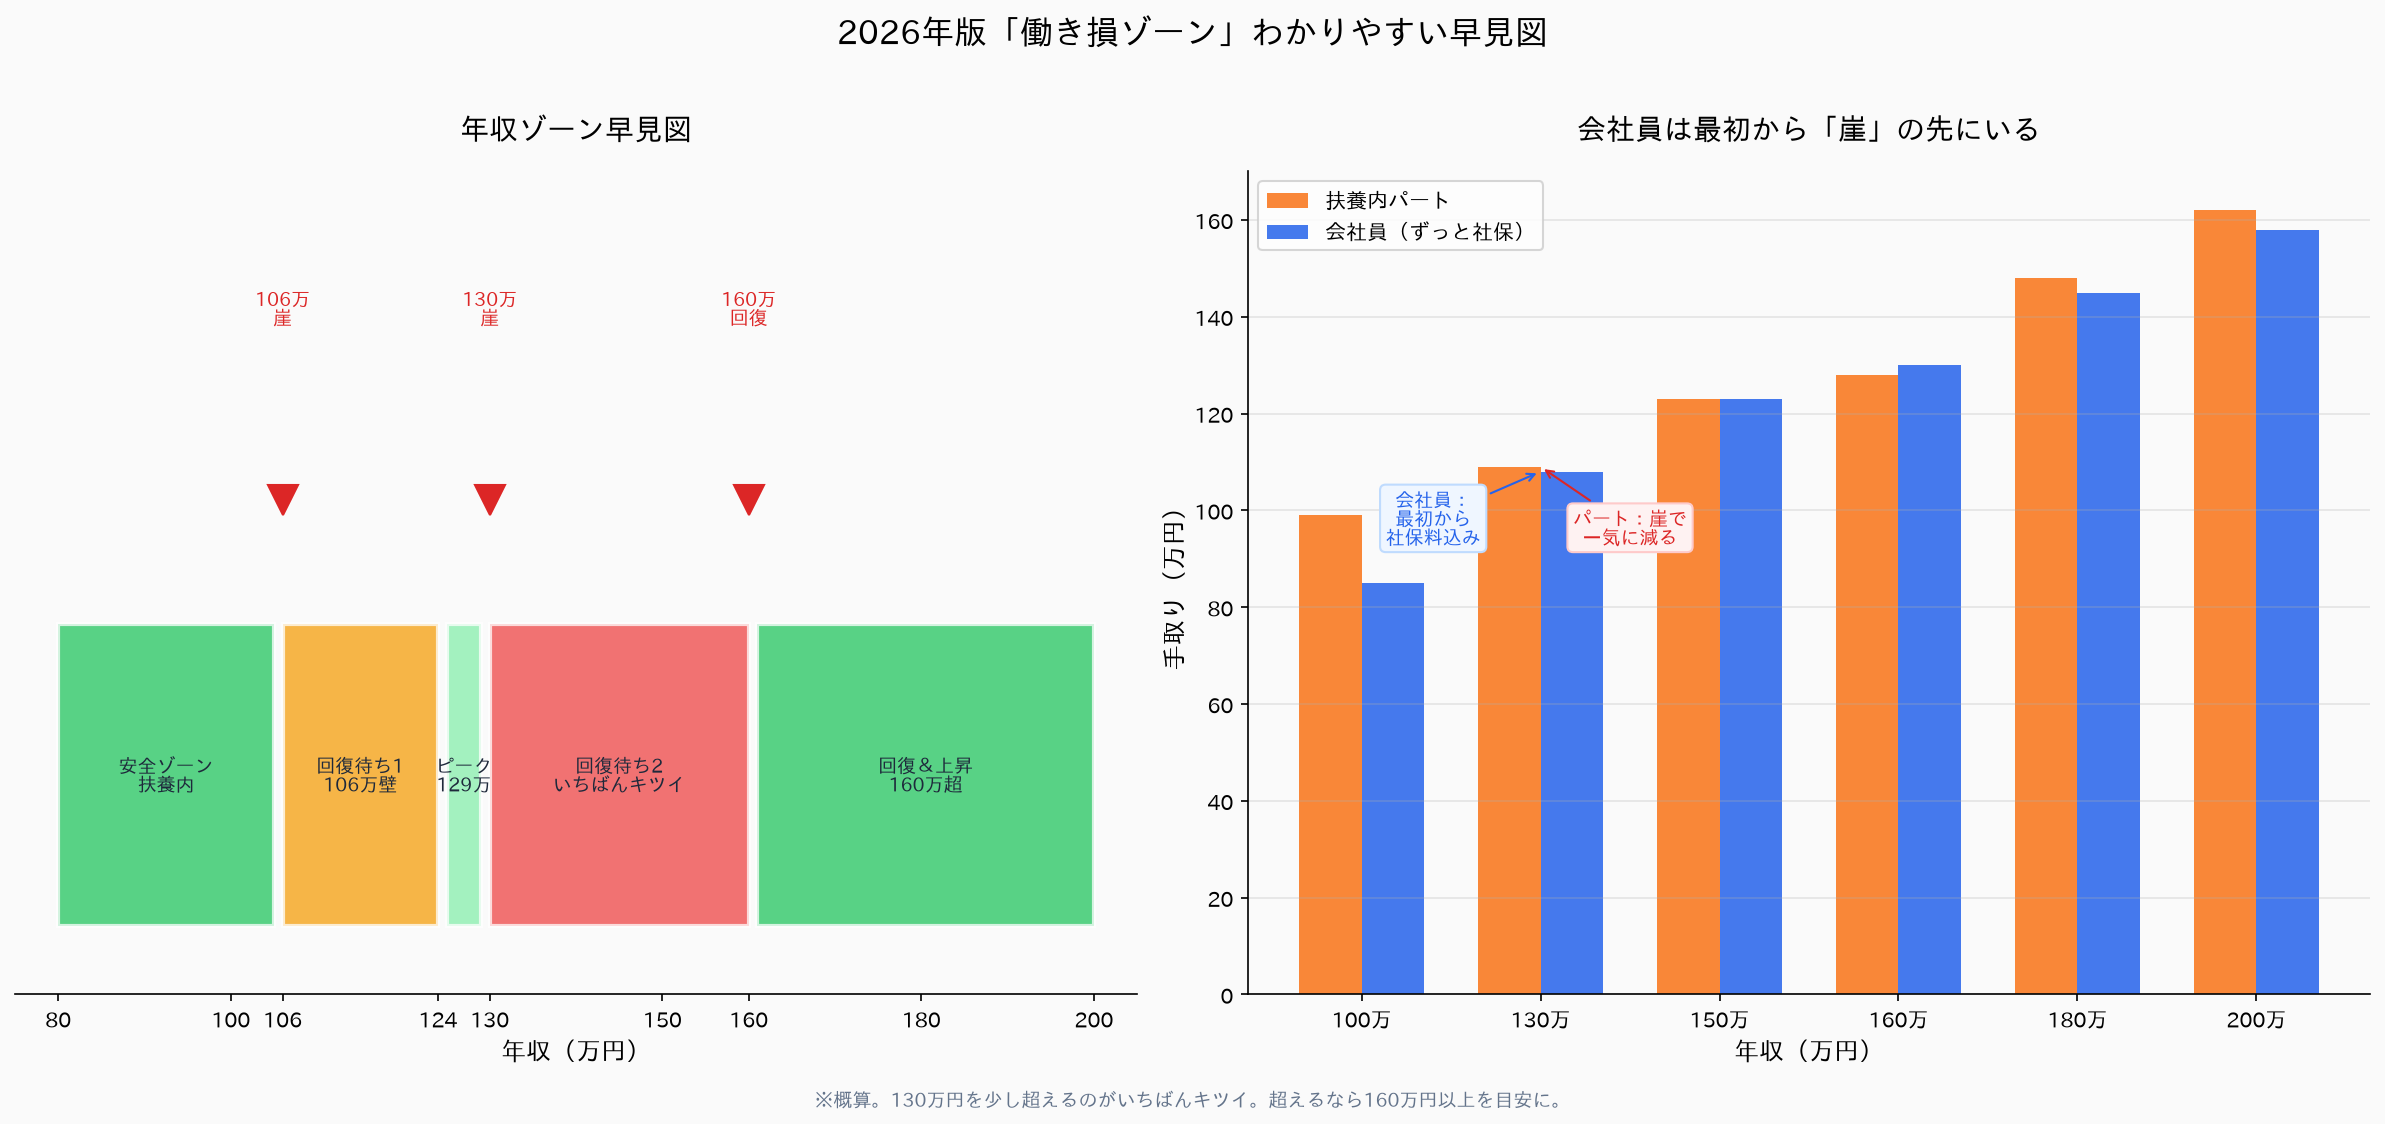 2026年版「働き損ゾーン」わかりやすい早見図
年収ゾーン早見図
106万
崖
130万
崖
160万
回復
安全ゾーン
扶養内
回復待ち1
106万壁
ピーク
129万
回復待ち2
いちばんキツイ
回復＆上昇
160万超
80
100
106
124
130
150
160
180
200
年収（万円）
会社員は最初から「崖」の先にいる
扶養内パート
会社員（ずっと社保）
手取り（万円）
160
140
120
100
80
60
40
20
0
会社員：
最初から
社保料込み
パート：崖で
一気に減る
100万
130万
150万
160万
180万
200万
年収（万円）
※概算。130万円を少し超えるのがいちばんキツイ。超えるなら160万円以上を目安に。